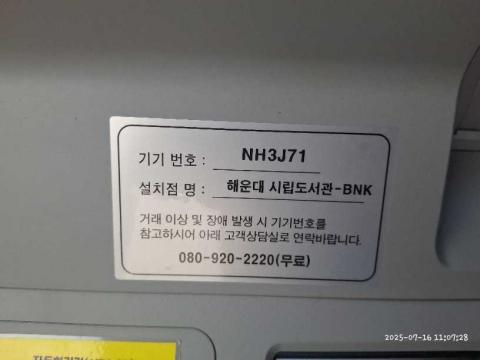 기기 번호 : NH3J71
설치점 명 : 해운대 시립도서관-BNK
거래 이상 및 장애 발생 시 기기번호를
참고하시어 아래 고객상담실로 연락바랍니다.
080-920-2220(무료)
2025-07-16 11:07:28